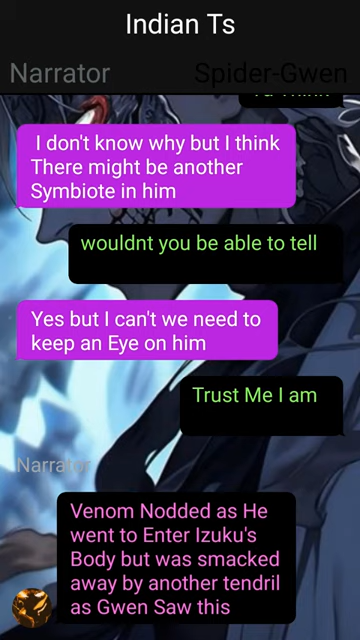 Indian Ts
Narrator
Spider-Gwen
I don't know why but I think
There might be another
Symbiote in him
wouldnt you be able to tell
Yes but I can't we need to
keep an Eye on him
Trust Me I am
Narrator
Venom Nodded as He
went to Enter Izuku's
Body but was smacked
away by another tendril
as Gwen Saw this